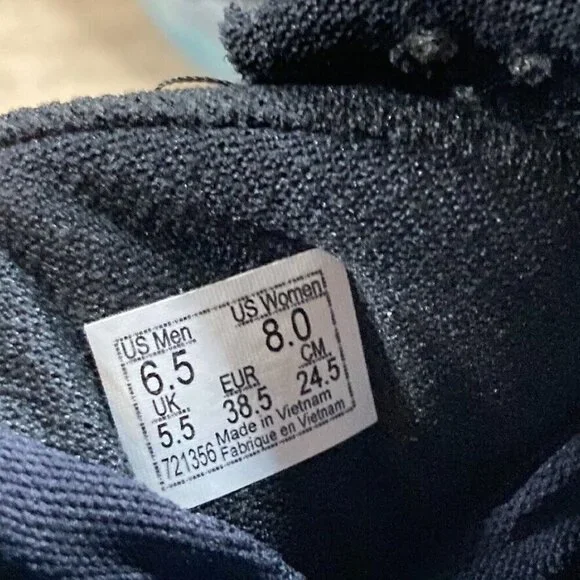 US Men US Women
6.5 8.0
UK EUR CM
5.5 38.5 24.5
721356 Made in Vietnam
Fabrique en Vietnam